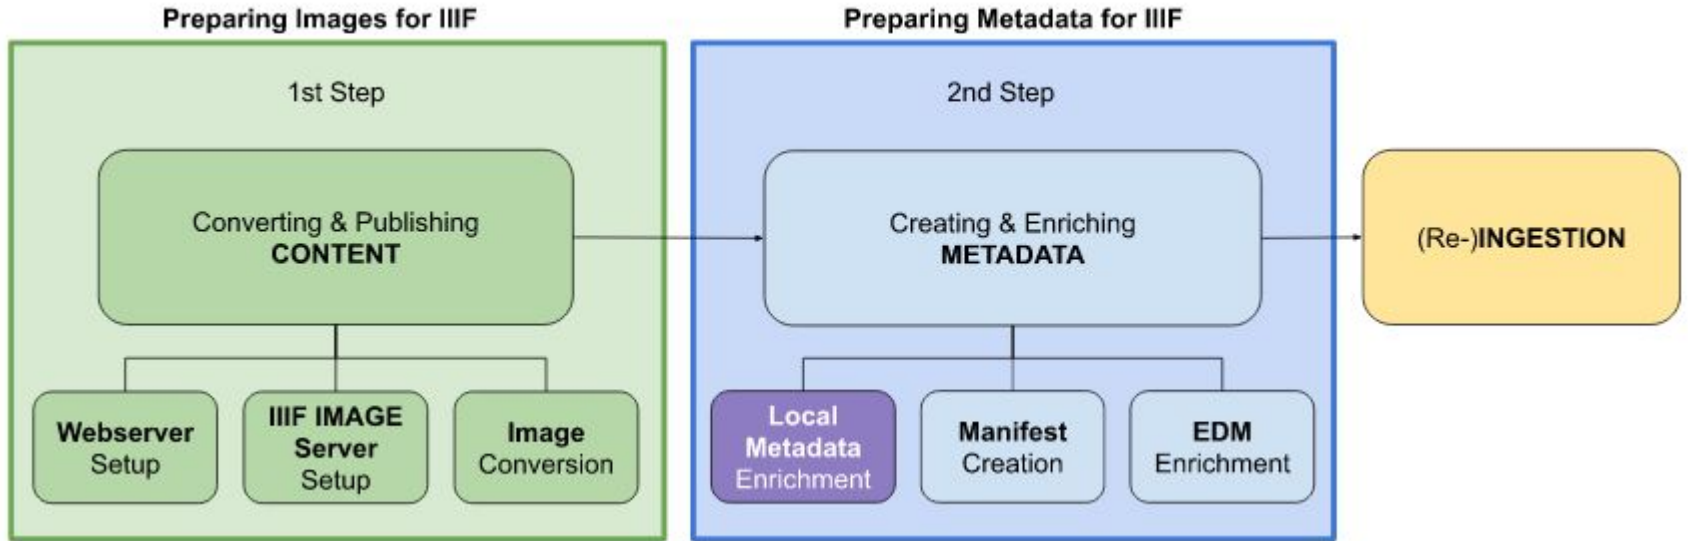 Preparing Images for IIIF
Preparing Metadata for IIIF
1st Step
2nd Step
Converting & Publishing
CONTENT
Creating & Enriching
METADATA
(Re-)INGESTION
Webserver
Setup
IIIF IMAGE
Server
Setup
Image
Conversion
Local
Metadata
Enrichment
Manifest
Creation
EDM
Enrichment